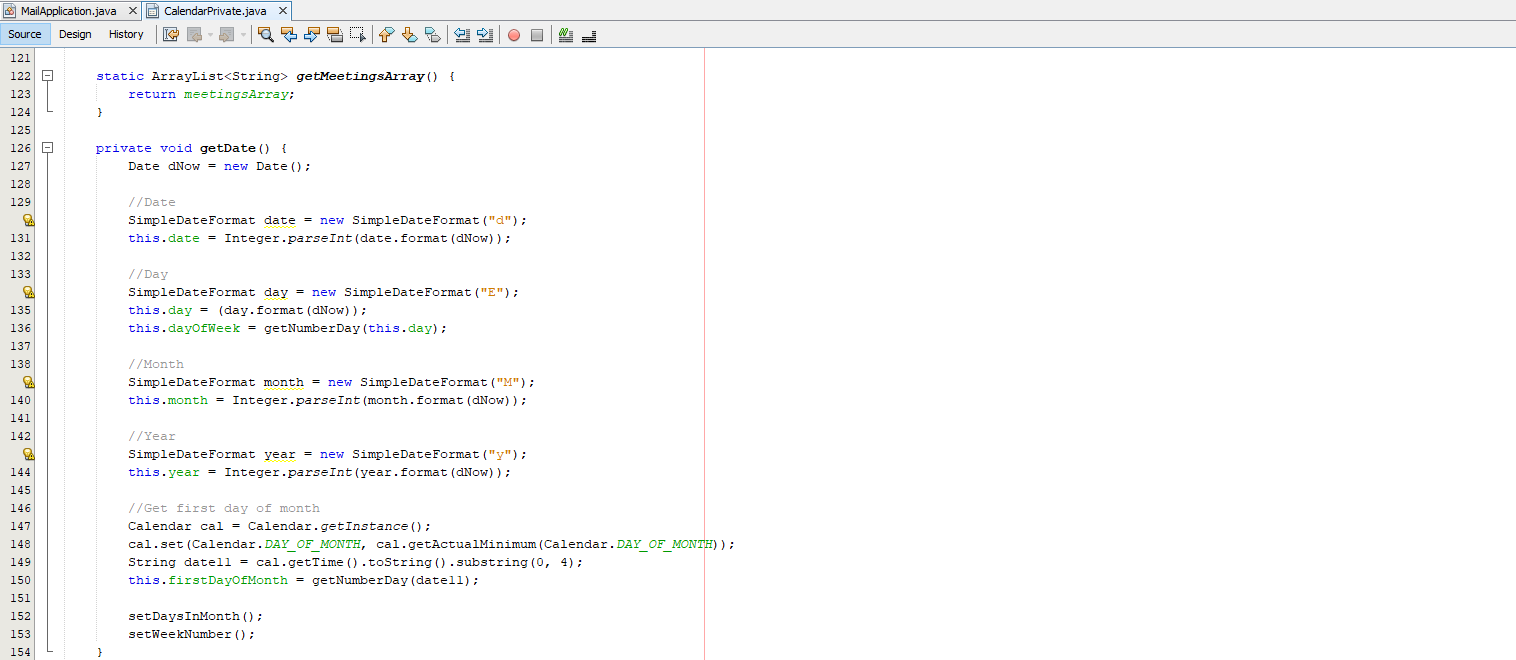 MailApplication.java CalendarPrivate.java
Source Design History
121
122 static ArrayList<String> getMeetingsArray() {
123 return meetingsArray;
124 }
125
126 private void getDate() {
127 Date dNow = new Date();
128
129 //Date
SimpleDateFormat date = new SimpleDateFormat("d");
131 this.date = Integer.parseInt(date.format(dNow));
132
133 //Day
SimpleDateFormat day = new SimpleDateFormat("E");
135 this.day = (day.format(dNow));
136 this.dayOfWeek = getNumberDay(this.day);
137
138 //Month
SimpleDateFormat month = new SimpleDateFormat("M");
140 this.month = Integer.parseInt(month.format(dNow));
141
142 //Year
SimpleDateFormat year = new SimpleDateFormat("y");
144 this.year = Integer.parseInt(year.format(dNow));
145
146 //Get first day of month
147 Calendar cal = Calendar.getInstance();
148 cal.set(Calendar.DAY_OF_MONTH, cal.getActualMinimum(Calendar.DAY_OF_MONTH));
149 String date11 = cal.getTime().toString().substring(0, 4);
150 this.firstDayOfMonth = getNumberDay(date11);
151
152 setDaysInMonth();
153 setWeekNumber();
154 }